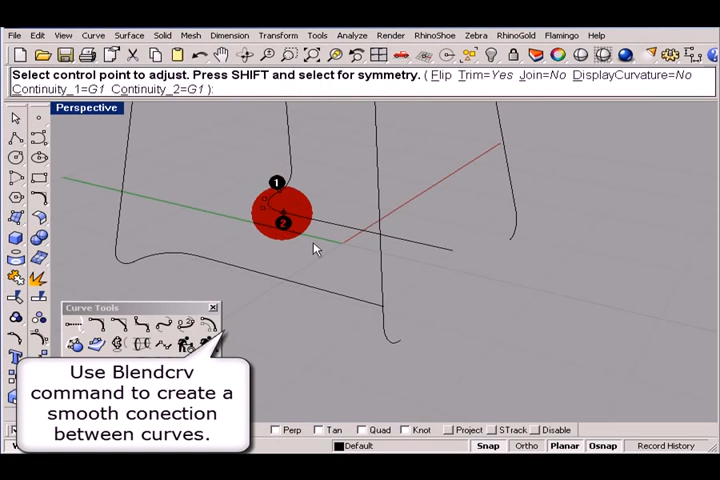 File Edit View Curve Surface Solid Mesh Dimension Transform Tools Analyze Render RhinoShoe Zebra RhinoGold Flamingo Help
Select control point to adjust. Press SHIFT and select for symmetry. ( Flip Trim=Yes Join=No DisplayCurvature=No
Continuity_1=G1 Continuity_2=G1 ):
Perspective
1
2
Curve Tools
Use Blendcrv
command to create a
smooth conection
between curves.
Perp Tan Quad Knot Project STrack Disable
Default Snap Ortho Planar Osnap Record History